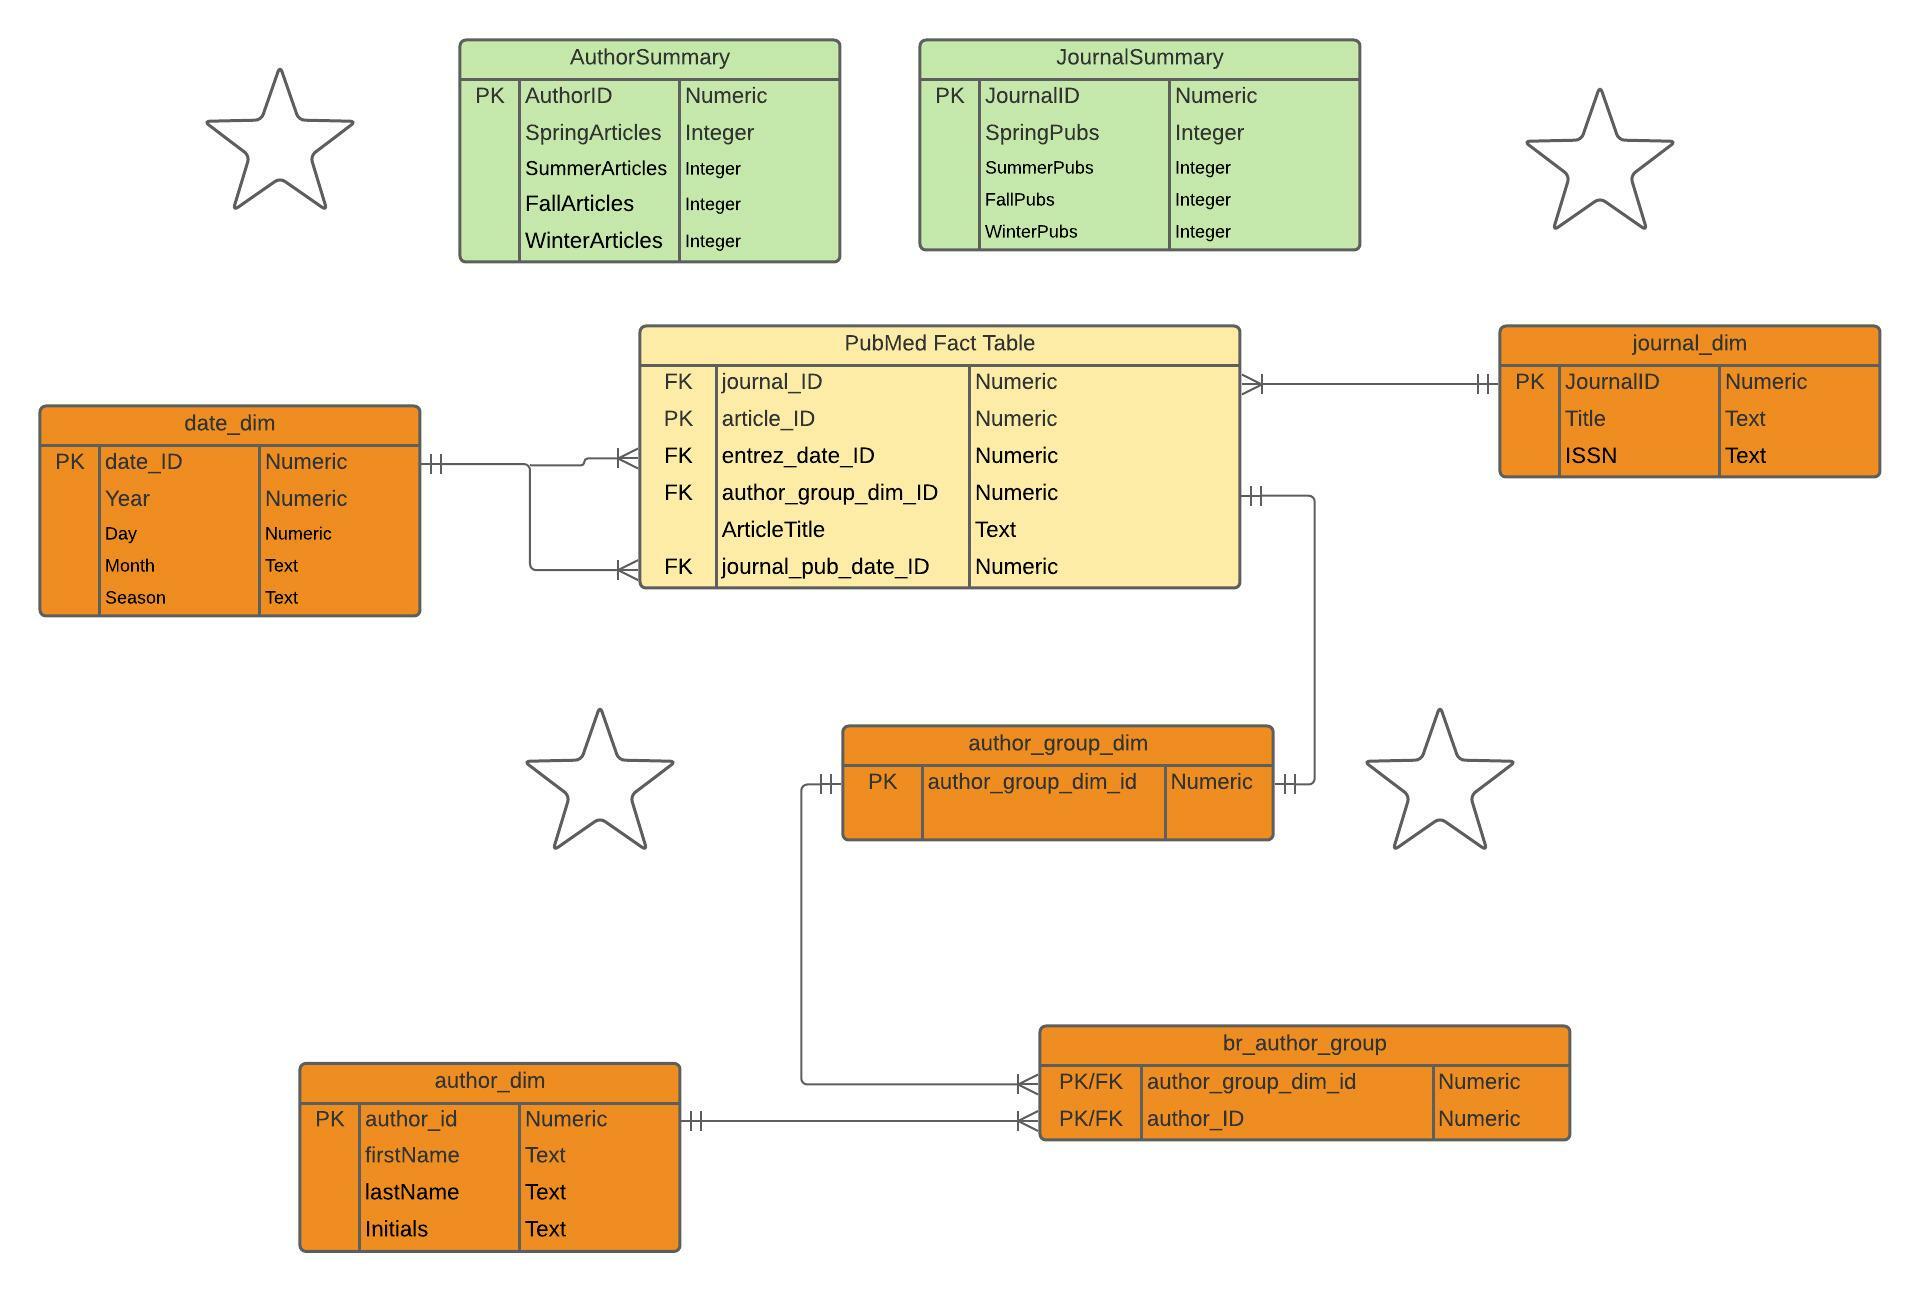 AuthorSummary
PK AuthorID Numeric
SpringArticles Integer
SummerArticles Integer
FallArticles Integer
WinterArticles Integer
JournalSummary
PK JournalID Numeric
SpringPubs Integer
SummerPubs Integer
FallPubs Integer
WinterPubs Integer
PubMed Fact Table
FK journal_ID Numeric
PK article_ID Numeric
FK entrez_date_ID Numeric
FK author_group_dim_ID Numeric
ArticleTitle Text
FK journal_pub_date_ID Numeric
journal_dim
PK JournalID Numeric
Title Text
ISSN Text
date_dim
PK date_ID Numeric
Year Numeric
Day Numeric
Month Text
Season Text
author_group_dim
PK author_group_dim_id Numeric
br_author_group
PK/FK author_group_dim_id Numeric
PK/FK author_ID Numeric
author_dim
PK author_id Numeric
firstName Text
lastName Text
Initials Text